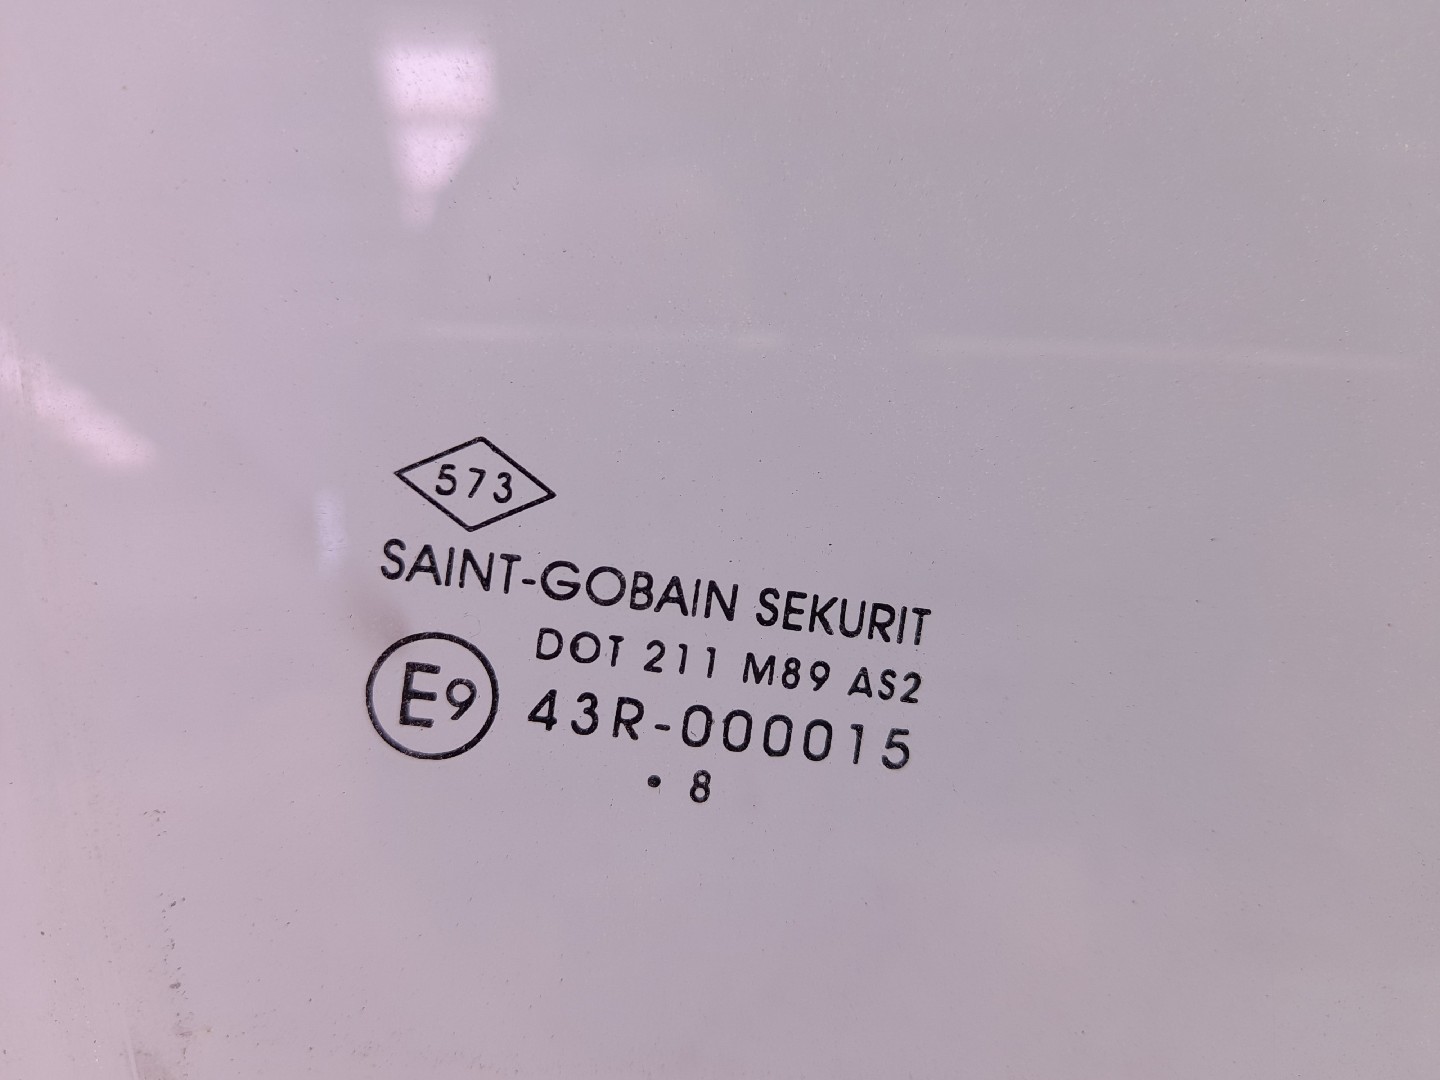 573
SAINT-GOBAIN SEKURIT
DOT 211 M89 AS2
E9 43R-000015
• 8